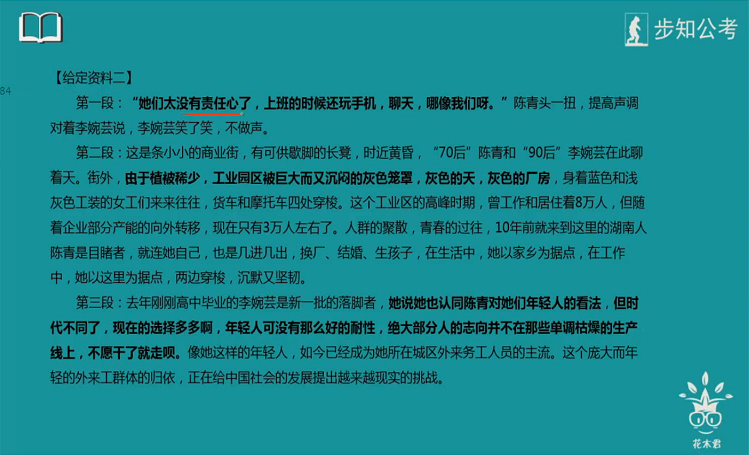 步知公考
【给定资料二】
84
第一段：“她们太没有责任心了，上班的时候还玩手机，聊天，哪像我们呀。”陈青头一扭，提高声调
对着李婉芸说，李婉芸笑了笑，不做声。
第二段：这是条小小的商业街，有可供歇脚的长凳，时近黄昏，“70后”陈青和“90后”李婉芸在此聊
着天。街外，由于植被稀少，工业园区被巨大而又沉闷的灰色笼罩，灰色的天，灰色的厂房，身着蓝色和浅
灰色工装的女工们来来往往，货车和摩托车四处穿梭。这个工业区的高峰时期，曾工作和居住着8万人，但随
着企业部分产能的向外转移，现在只有3万人左右了。人群的聚散，青春的过往，10年前就来到这里的湖南人
陈青是目睹者，就连她自己，也是几进几出，换厂、结婚、生孩子，在生活中，她以家乡为据点，在工作
中，她以这里为据点，两边穿梭，沉默又坚韧。
第三段：去年刚刚高中毕业的李婉芸是新一批的落脚者，她说她也认同陈青对她们年轻人的看法，但时
代不同了，现在的选择多多啊，年轻人可没有那么好的耐性，绝大部分人的志向并不在那些单调枯燥的生产
线上，不愿干了就走呗。像她这样的年轻人，如今已经成为她所在城区外来务工人员的主流。这个庞大而年
轻的外来工群体的归依，正在给中国社会的发展提出越来越现实的挑战。
花木君